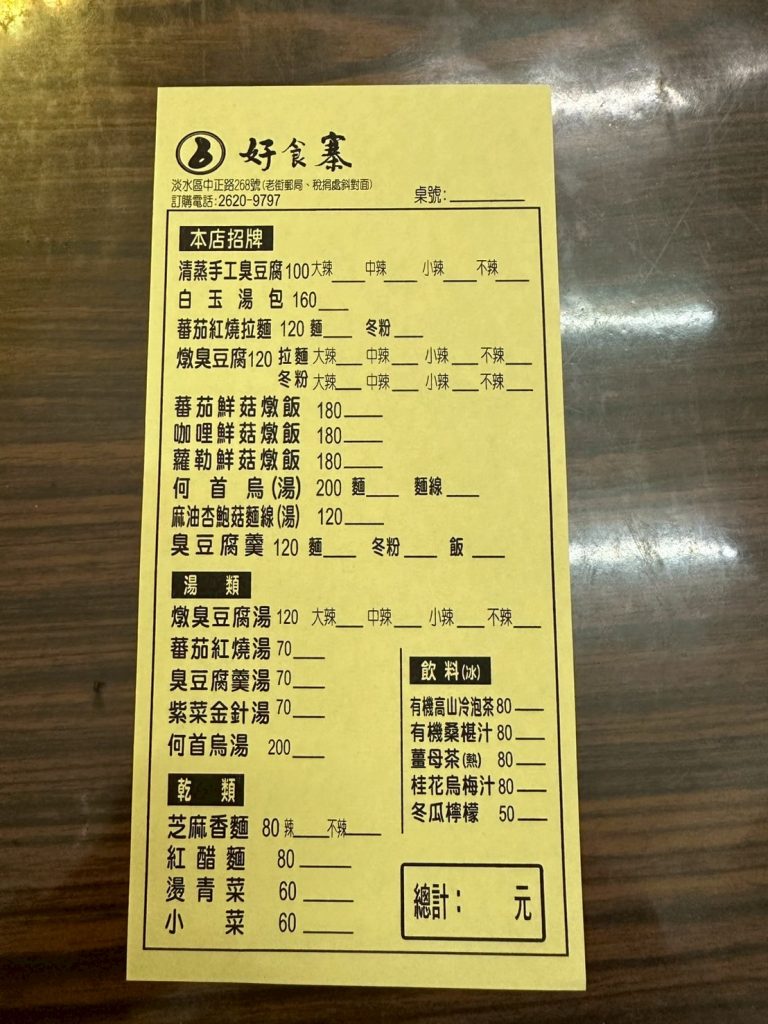 好食寨
淡水區中正路268號(老街郵局、稅捐處斜對面)
訂購電話:2620-9797
桌號:
本店招牌
清蒸手工臭豆腐100大辣 中辣 小辣 不辣
白玉湯包 160
蕃茄紅燒拉麵 120 麵 冬粉
燉臭豆腐120 拉麵 大辣 中辣 小辣 不辣
冬粉 大辣 中辣 小辣 不辣
蕃茄鮮菇燉飯 180
咖哩鮮菇燉飯 180
蘿勒鮮菇燉飯 180
何首烏(湯) 200 麵 麵線
麻油杏鮑菇麵線(湯) 120
臭豆腐羹 120 麵 冬粉 飯
湯類
燉臭豆腐湯 120 大辣 中辣 小辣 不辣
蕃茄紅燒湯 70
臭豆腐羹湯 70
紫菜金針湯 70
何首烏湯 200
飲料(冰)
有機高山冷泡茶 80
有機桑椹汁 80
薑母茶(熱) 80
桂花烏梅汁 80
冬瓜檸檬 50
乾類
芝麻香麵 80 辣 不辣
紅醋麵 80
燙青菜 60
小菜 60
總計: 元